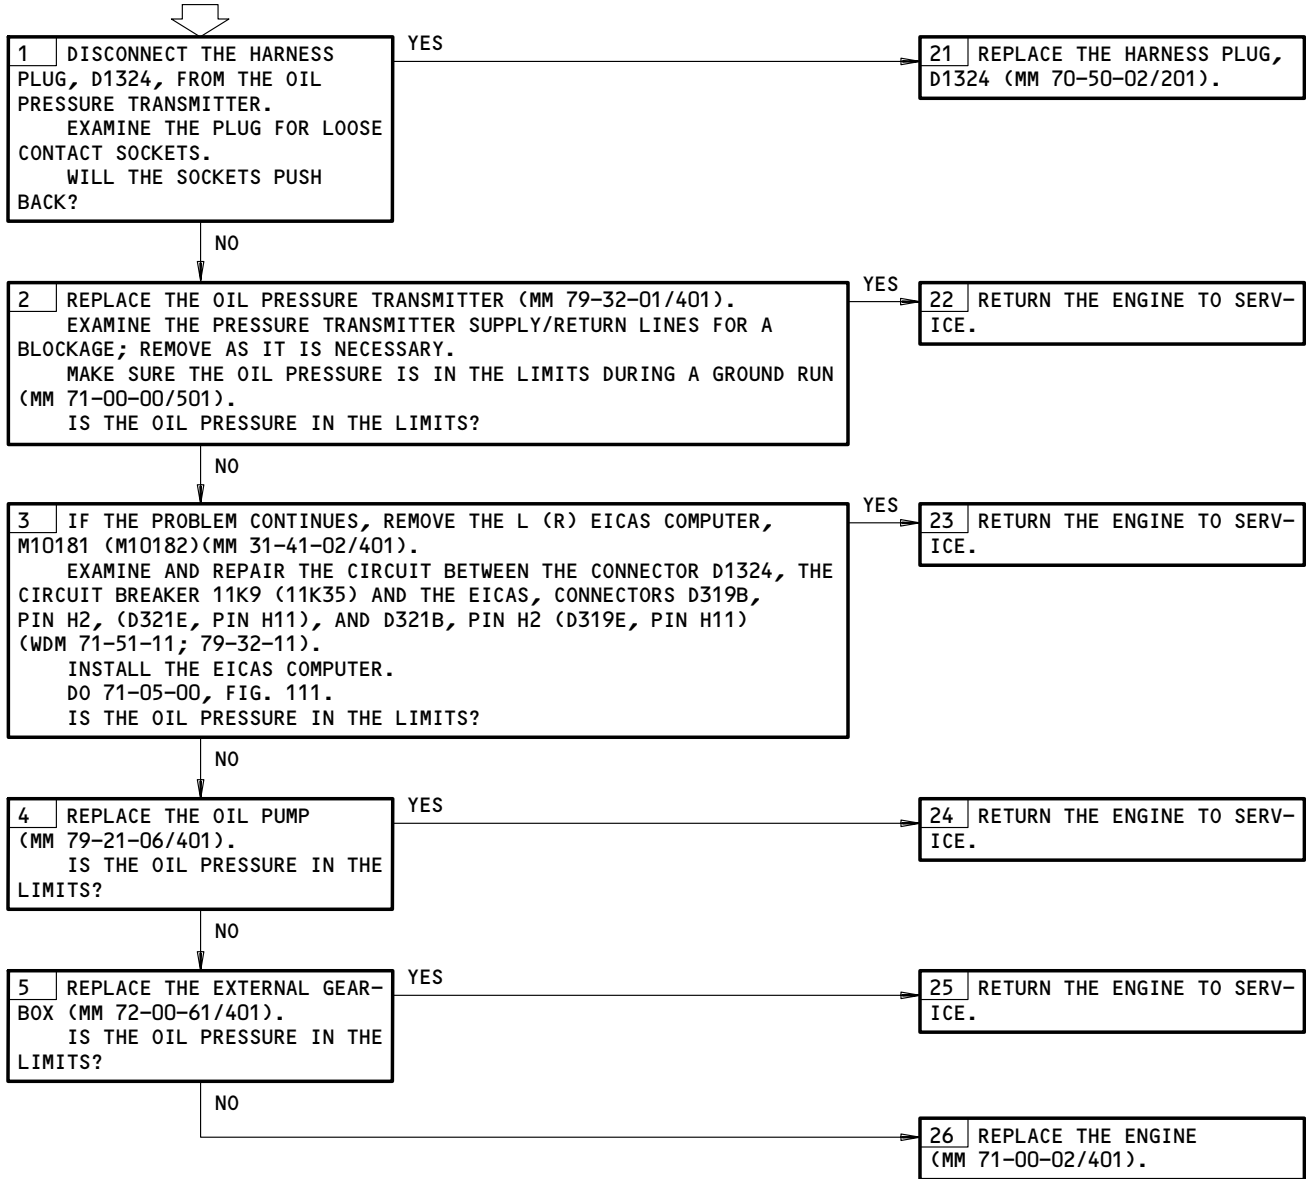 1 DISCONNECT THE HARNESS
PLUG, D1324, FROM THE OIL
PRESSURE TRANSMITTER.
EXAMINE THE PLUG FOR LOOSE
CONTACT SOCKETS.
WILL THE SOCKETS PUSH
BACK?
YES
21 REPLACE THE HARNESS PLUG,
D1324 (MM 70-50-02/201).
NO
2 REPLACE THE OIL PRESSURE TRANSMITTER (MM 79-32-01/401).
EXAMINE THE PRESSURE TRANSMITTER SUPPLY/RETURN LINES FOR A
BLOCKAGE; REMOVE AS IT IS NECESSARY.
MAKE SURE THE OIL PRESSURE IS IN THE LIMITS DURING A GROUND RUN
(MM 71-00-00/501).
IS THE OIL PRESSURE IN THE LIMITS?
YES
22 RETURN THE ENGINE TO SERV-
ICE.
NO
3 IF THE PROBLEM CONTINUES, REMOVE THE L (R) EICAS COMPUTER,
M10181 (M10182)(MM 31-41-02/401).
EXAMINE AND REPAIR THE CIRCUIT BETWEEN THE CONNECTOR D1324, THE
CIRCUIT BREAKER 11K9 (11K35) AND THE EICAS, CONNECTORS D319B,
PIN H2, (D321E, PIN H11), AND D321B, PIN H2 (D319E, PIN H11)
(WDM 71-51-11; 79-32-11).
INSTALL THE EICAS COMPUTER.
DO 71-05-00, FIG. 111.
IS THE OIL PRESSURE IN THE LIMITS?
YES
23 RETURN THE ENGINE TO SERV-
ICE.
NO
4 REPLACE THE OIL PUMP
(MM 79-21-06/401).
IS THE OIL PRESSURE IN THE
LIMITS?
YES
24 RETURN THE ENGINE TO SERV-
ICE.
NO
5 REPLACE THE EXTERNAL GEAR-
BOX (MM 72-00-61/401).
IS THE OIL PRESSURE IN THE
LIMITS?
YES
25 RETURN THE ENGINE TO SERV-
ICE.
NO
26 REPLACE THE ENGINE
(MM 71-00-02/401).